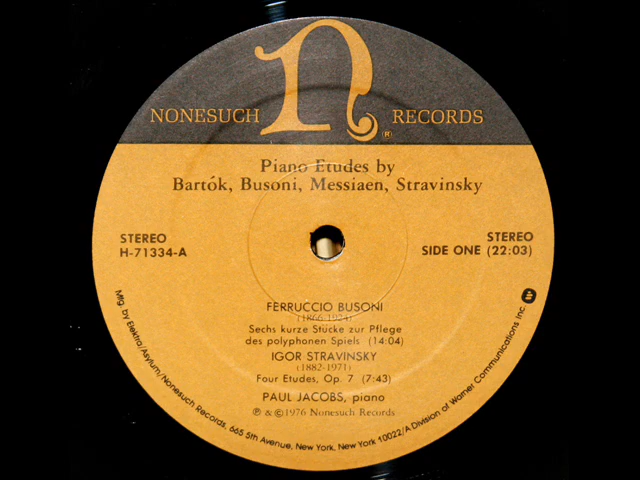 n
NONESUCH RECORDS
®
Piano Etudes by
Bartók, Busoni, Messiaen, Stravinsky
STEREO
H-71334-A
STEREO
SIDE ONE (22:03)
FERRUCCIO BUSONI
(1866-1924)
Sechs kurze Stücke zur Pflege
des polyphonen Spiels (14:04)
IGOR STRAVINSKY
(1882-1971)
Four Etudes, Op. 7 (7:43)
PAUL JACOBS, piano
℗ & ©1976 Nonesuch Records
Mfg. by Elektra/Asylum/Nonesuch Records, 665 5th Avenue, New York, New York 10022/A Division of Warner Communications Inc